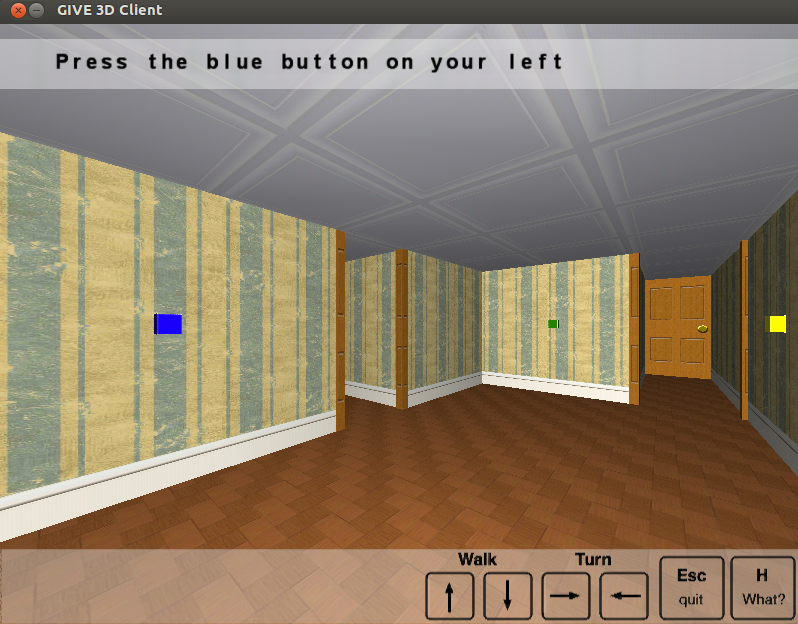 GIVE 3D Client
Press the blue button on your left
Walk Turn
Esc H
quit What?